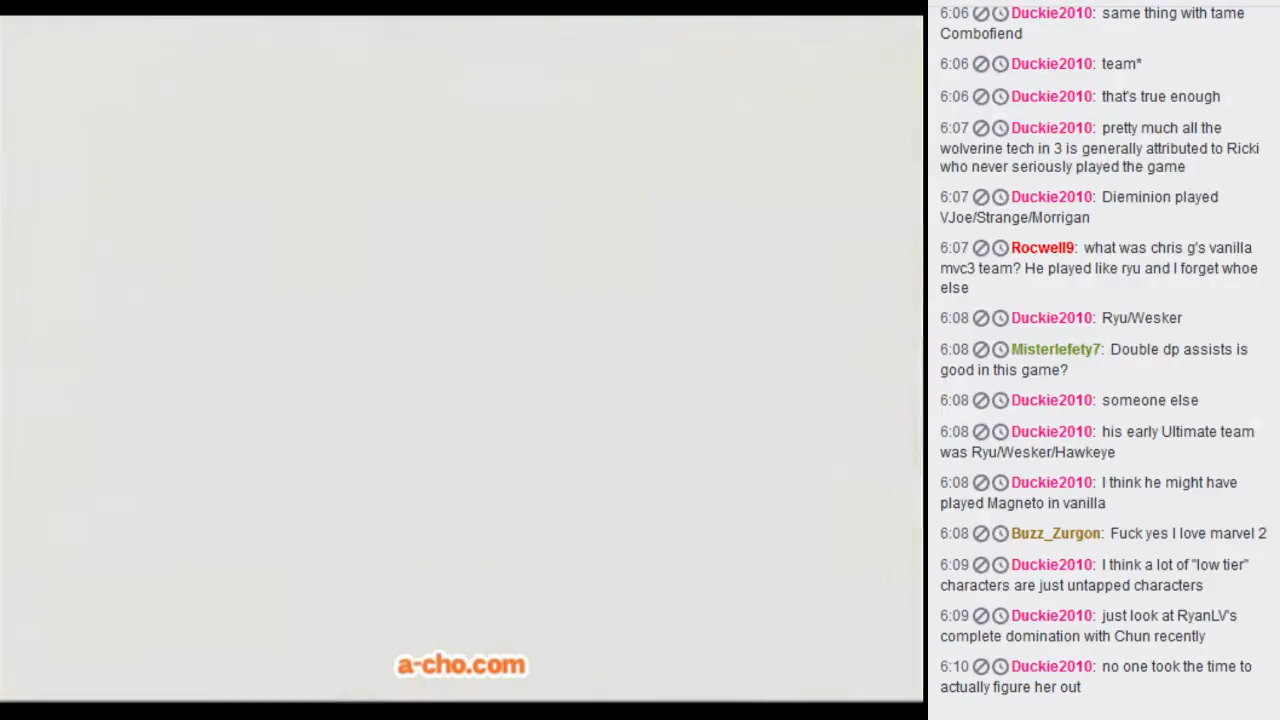 a-cho.com
6:06 Duckie2010: same thing with tame
Combofiend
6:06 Duckie2010: team*
6:06 Duckie2010: that's true enough
6:07 Duckie2010: pretty much all the
wolverine tech in 3 is generally attributed to Ricki
who never seriously played the game
6:07 Duckie2010: Dieminion played
VJoe/Strange/Morrigan
6:07 Rocwell9: what was chris g's vanilla
mvc3 team? He played like ryu and I forget whoe
else
6:08 Duckie2010: Ryu/Wesker
6:08 Misterlefety7: Double dp assists is
good in this game?
6:08 Duckie2010: someone else
6:08 Duckie2010: his early Ultimate team
was Ryu/Wesker/Hawkeye
6:08 Duckie2010: I think he might have
played Magneto in vanilla
6:08 Buzz_Zurgon: Fuck yes I love marvel 2
6:09 Duckie2010: I think a lot of "low tier"
characters are just untapped characters
6:09 Duckie2010: just look at RyanLV's
complete domination with Chun recently
6:10 Duckie2010: no one took the time to
actually figure her out